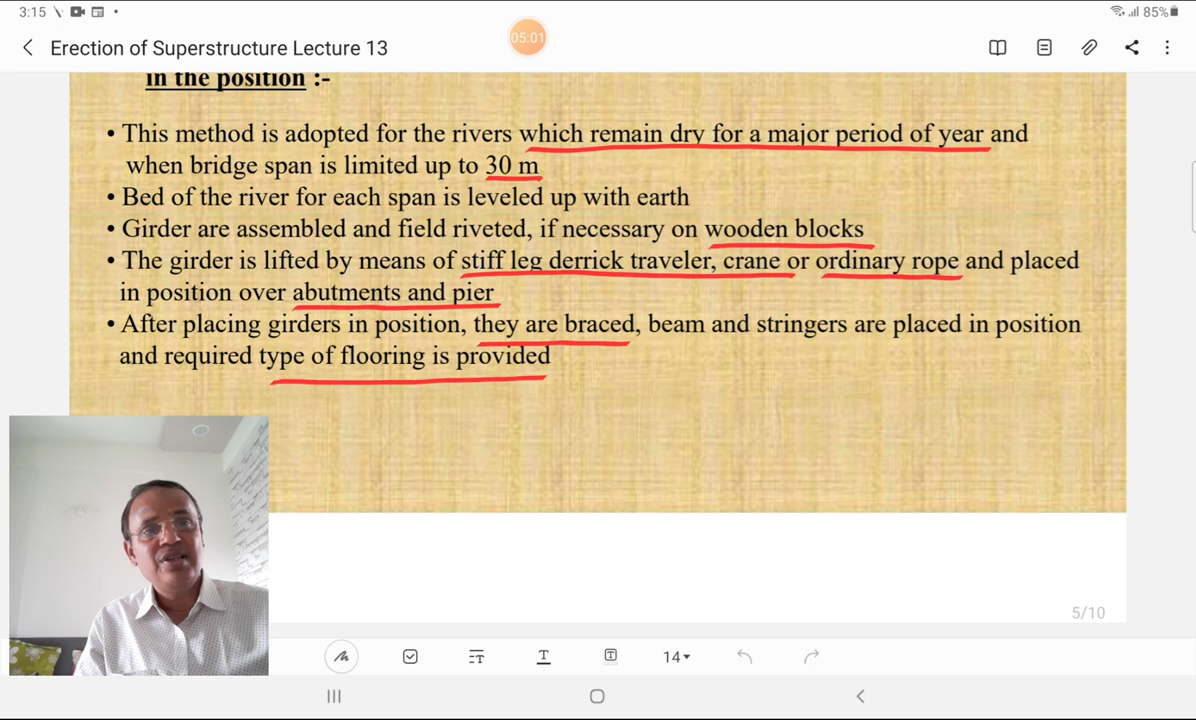 3:15
85%
Erection of Superstructure Lecture 13
05:01
in the position :-
• This method is adopted for the rivers which remain dry for a major period of year and
when bridge span is limited up to 30 m
• Bed of the river for each span is leveled up with earth
• Girder are assembled and field riveted, if necessary on wooden blocks
• The girder is lifted by means of stiff leg derrick traveler, crane or ordinary rope and placed
in position over abutments and pier
• After placing girders in position, they are braced, beam and stringers are placed in position
and required type of flooring is provided
5/10
14